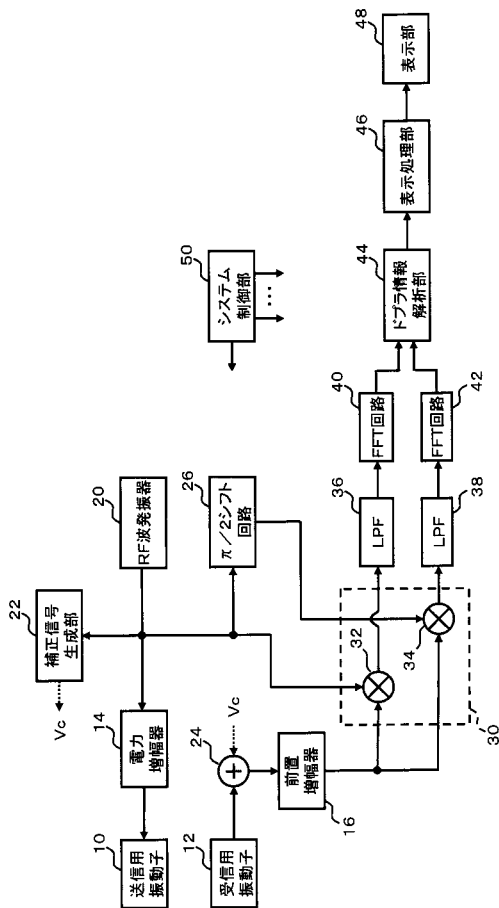 10
送信用
振動子
14
電力
増幅器
22
補正信号
生成部
Vc
20
RF波発振器
12
受信用
振動子
24
+
Vc
16
前置
増幅器
26
π/2シフト
回路
30
32
34
36
LPF
38
LPF
40
FFT回路
42
FFT回路
44
ドプラ情報
解析部
46
表示処理部
48
表示部
50
システム
制御部